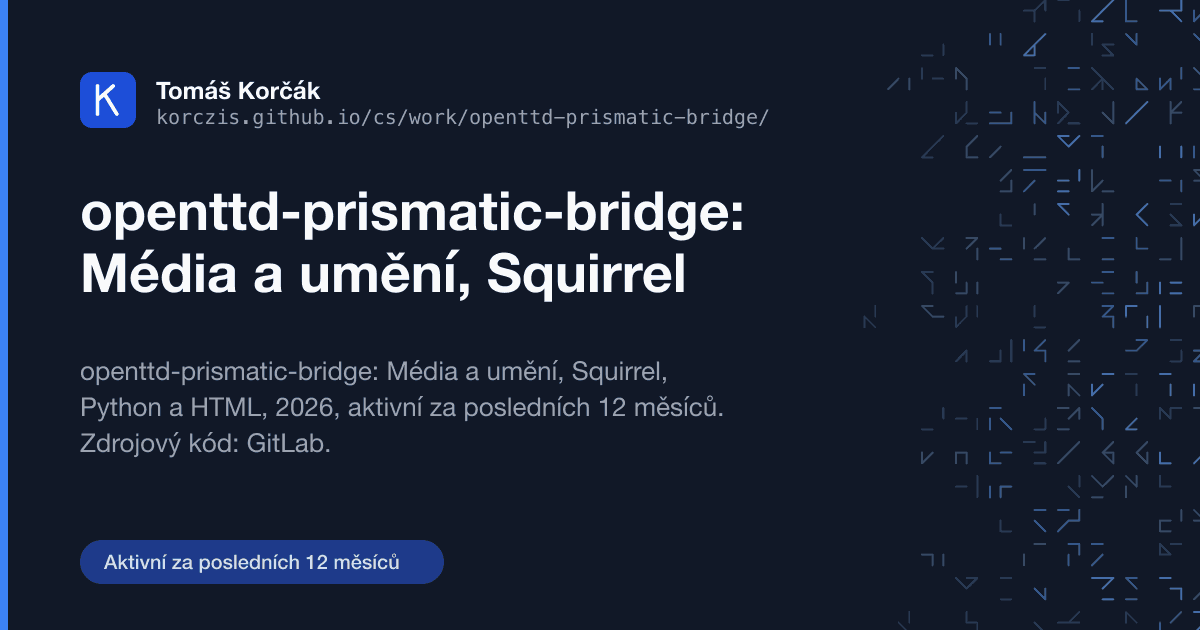 K
Tomáš Korčák
korczis.github.io/cs/work/openttd-prismatic-bridge/
openttd-prismatic-bridge:
Média a umění, Squirrel
openttd-prismatic-bridge: Média a umění, Squirrel,
Python a HTML, 2026, aktivní za posledních 12 měsíců.
Zdrojový kód: GitLab.
Aktivní za posledních 12 měsíců